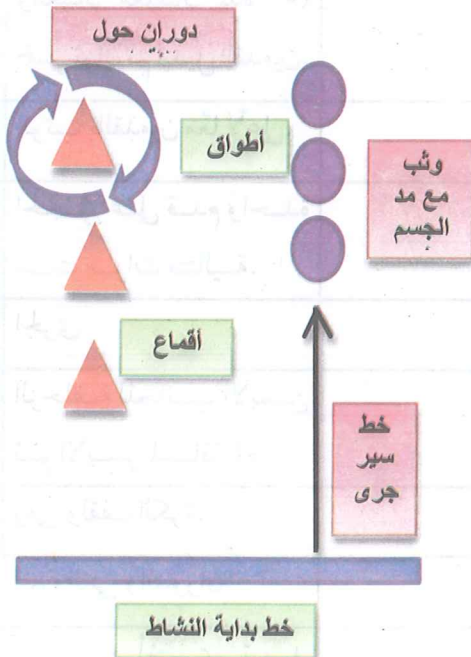 دوران حول
أطواق
وثب
مع مد
الجسم
أقماع
خط
سير
جرى
خط بداية النشاط